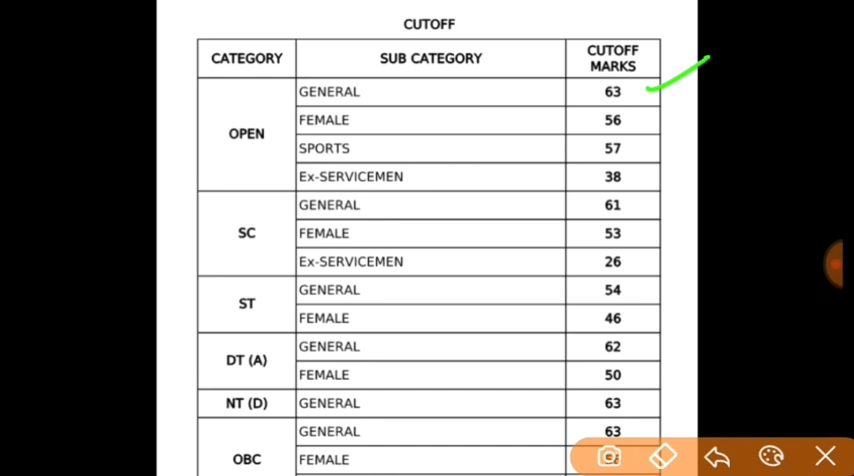 CUTOFF
CATEGORY SUB CATEGORY CUTOFF MARKS
OPEN GENERAL 63
FEMALE 56
SPORTS 57
Ex-SERVICEMEN 38
SC GENERAL 61
FEMALE 53
Ex-SERVICEMEN 26
ST GENERAL 54
FEMALE 46
DT (A) GENERAL 62
FEMALE 50
NT (D) GENERAL 63
OBC GENERAL 63
FEMALE